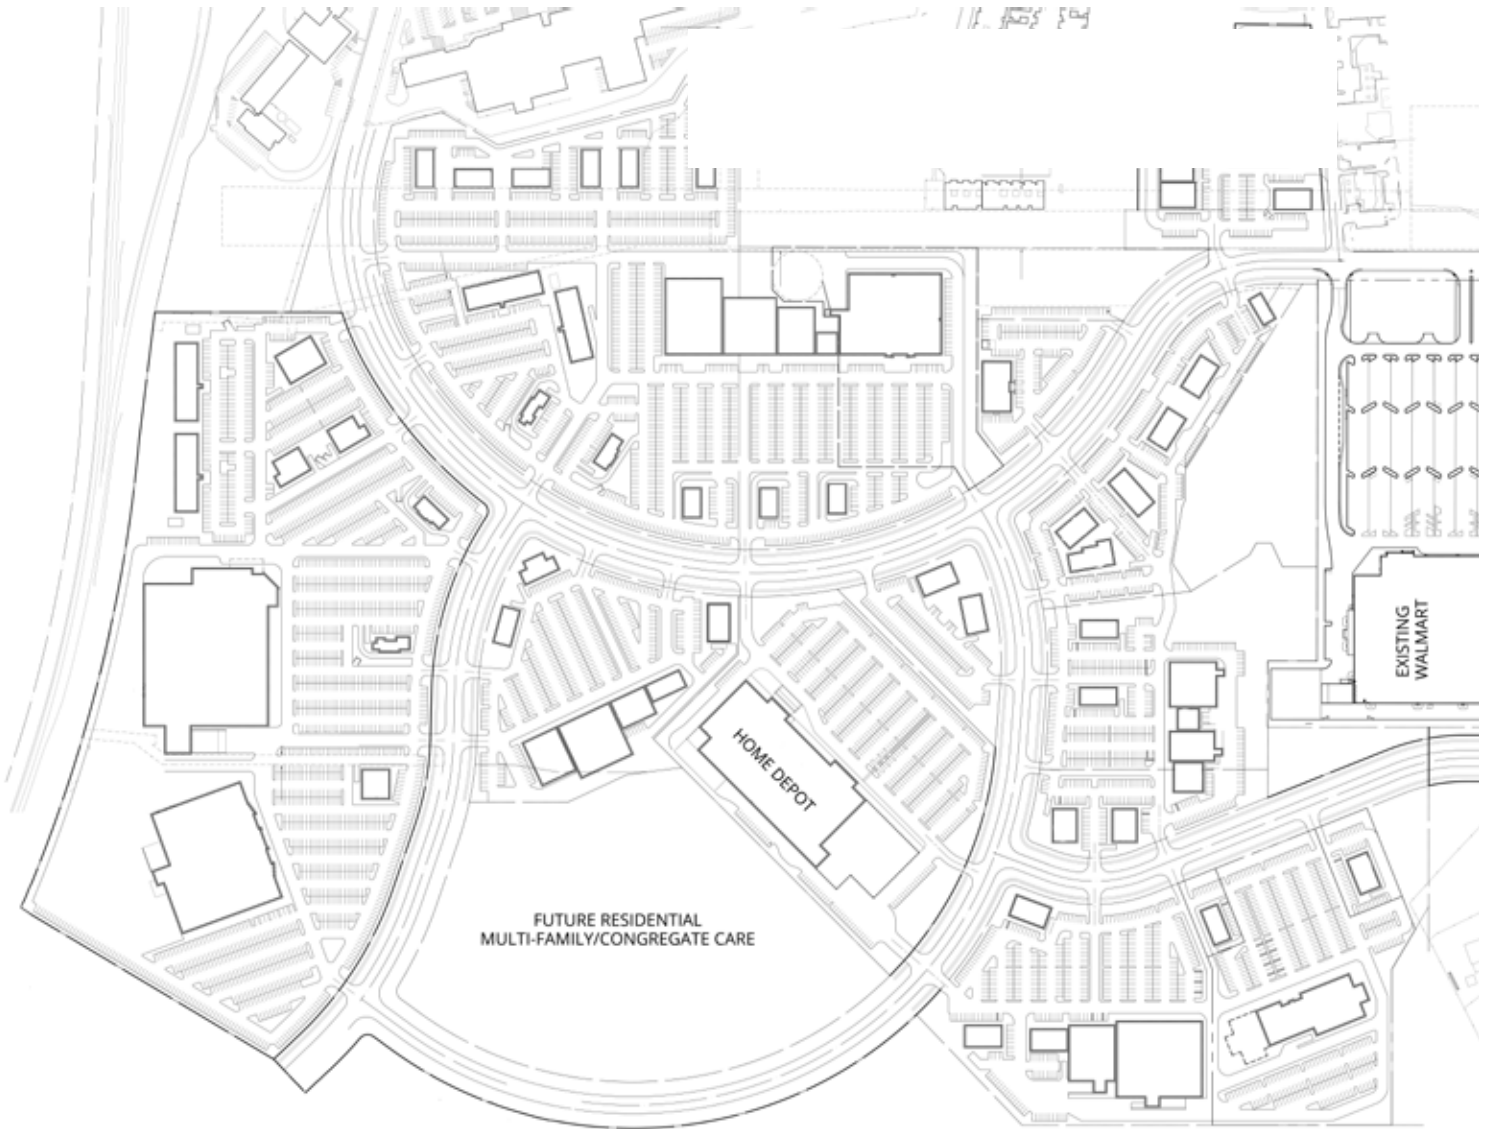 EXISTING
WALMART
HOME DEPOT
FUTURE RESIDENTIAL
MULTI-FAMILY/CONGREGATE CARE